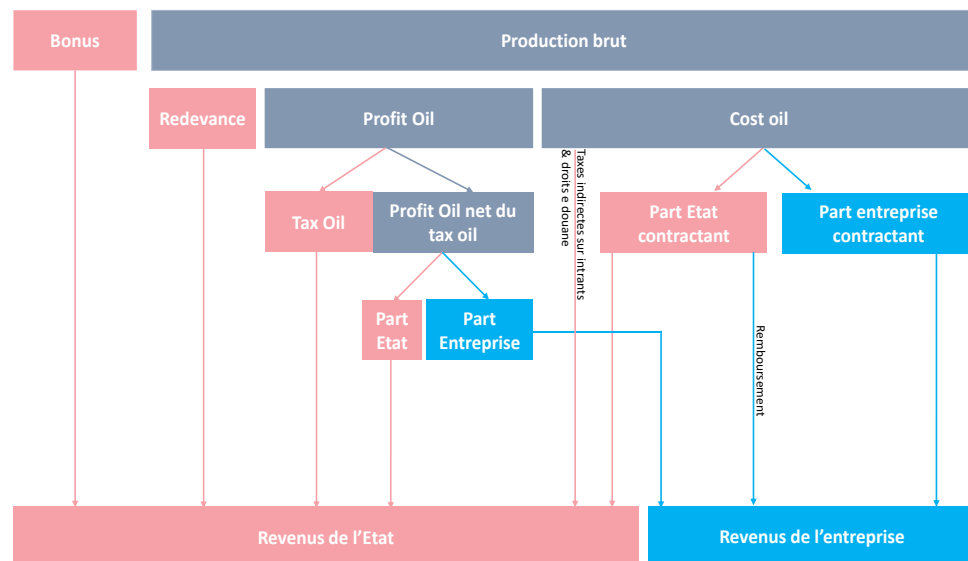 Bonus
Production brut
Redevance
Profit Oil
Cost oil
Taxes indirectes sur intrants
& droits e douane
Tax Oil
Profit Oil net du
tax oil
Part Etat
contractant
Part entreprise
contractant
Part
Etat
Part
Entreprise
Remboursement
Revenus de l’Etat
Revenus de l’entreprise